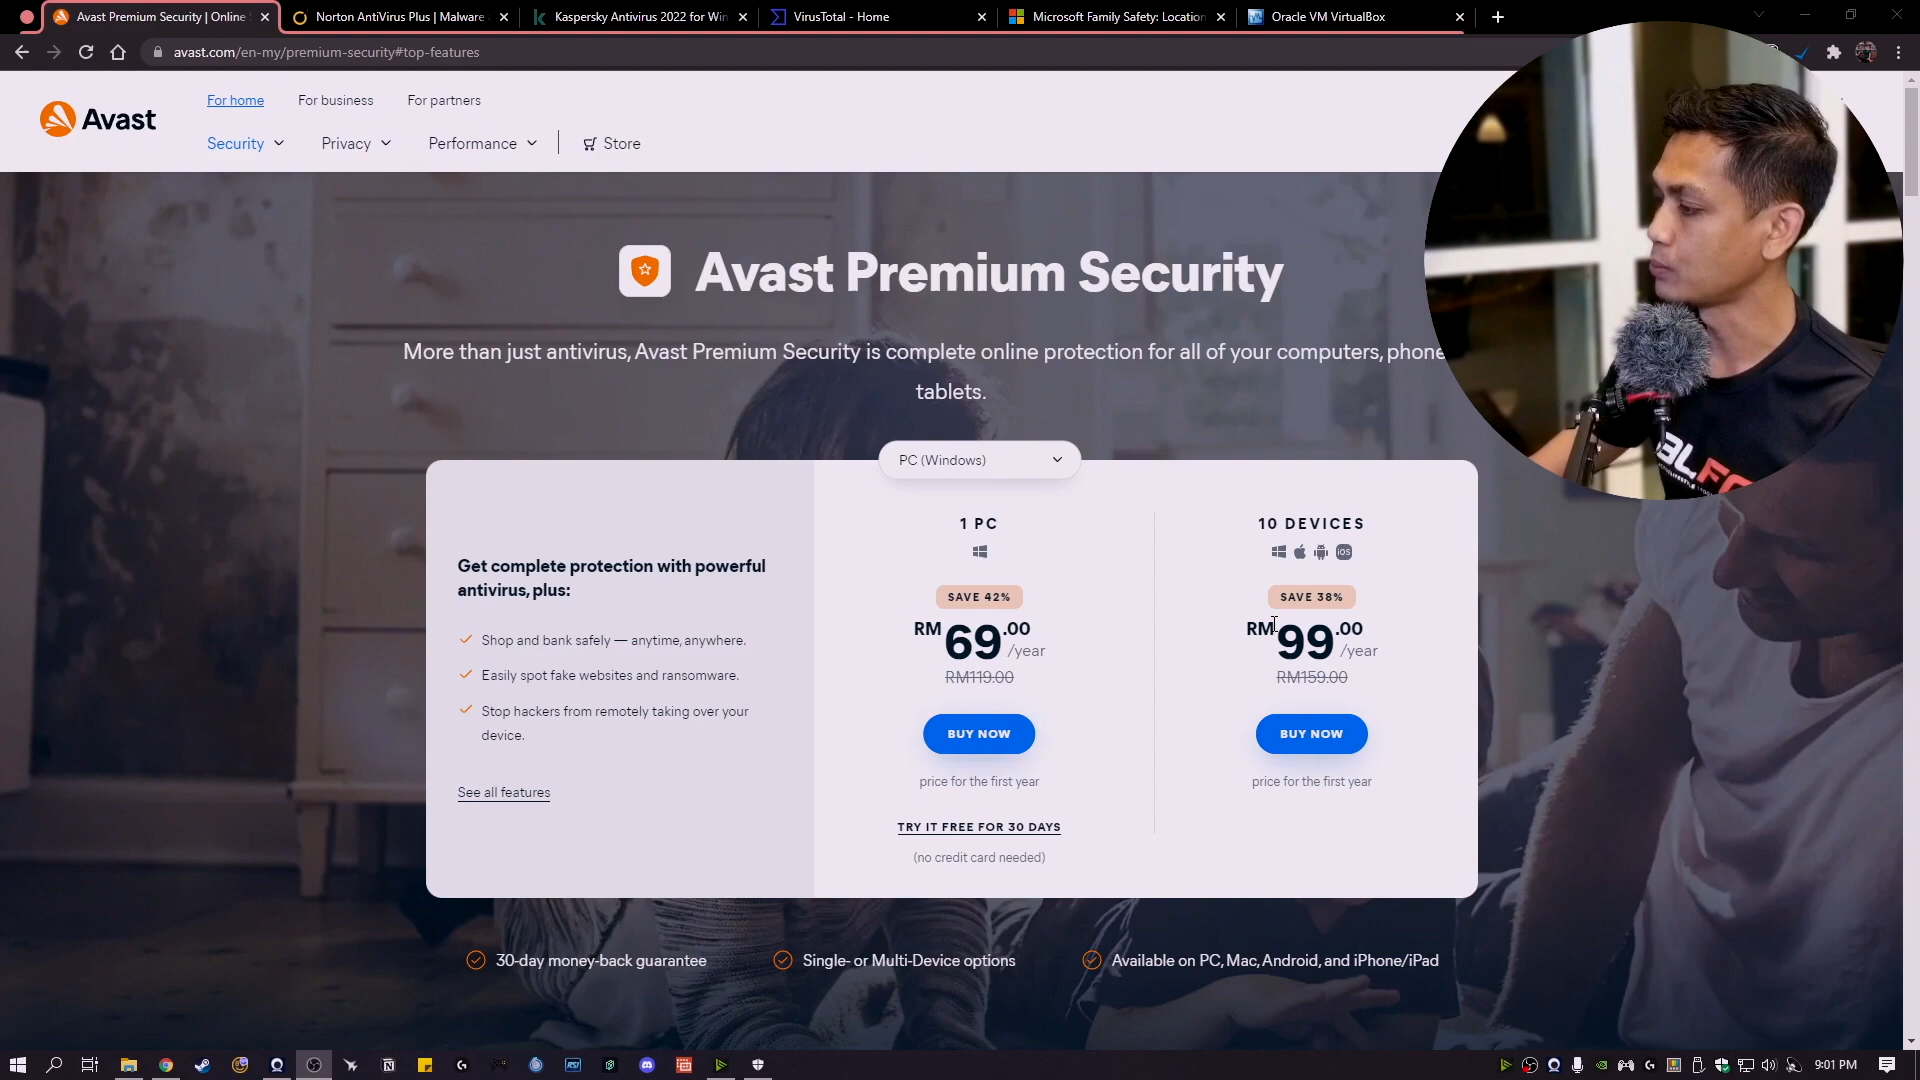 Avast Premium Security | Online
Norton AntiVirus Plus | Malware
Kaspersky Antivirus 2022 for Win
VirusTotal - Home
Microsoft Family Safety: Location
Oracle VM VirtualBox
avast.com/en-my/premium-security#top-features
Avast
For home
For business
For partners
Security
Privacy
Performance
Store
Avast Premium Security
More than just antivirus, Avast Premium Security is complete online protection for all of your computers, phone
tablets.
PC (Windows)
Get complete protection with powerful
antivirus, plus:
Shop and bank safely — anytime, anywhere.
Easily spot fake websites and ransomware.
Stop hackers from remotely taking over your
device.
See all features
1 PC
SAVE 42%
RM69.00
/year
RM119.00
BUY NOW
price for the first year
TRY IT FREE FOR 30 DAYS
(no credit card needed)
10 DEVICES
iOS
SAVE 38%
RM99.00
/year
RM159.00
BUY NOW
price for the first year
30-day money-back guarantee
Single- or Multi-Device options
Available on PC, Mac, Android, and iPhone/iPad
9:01 PM